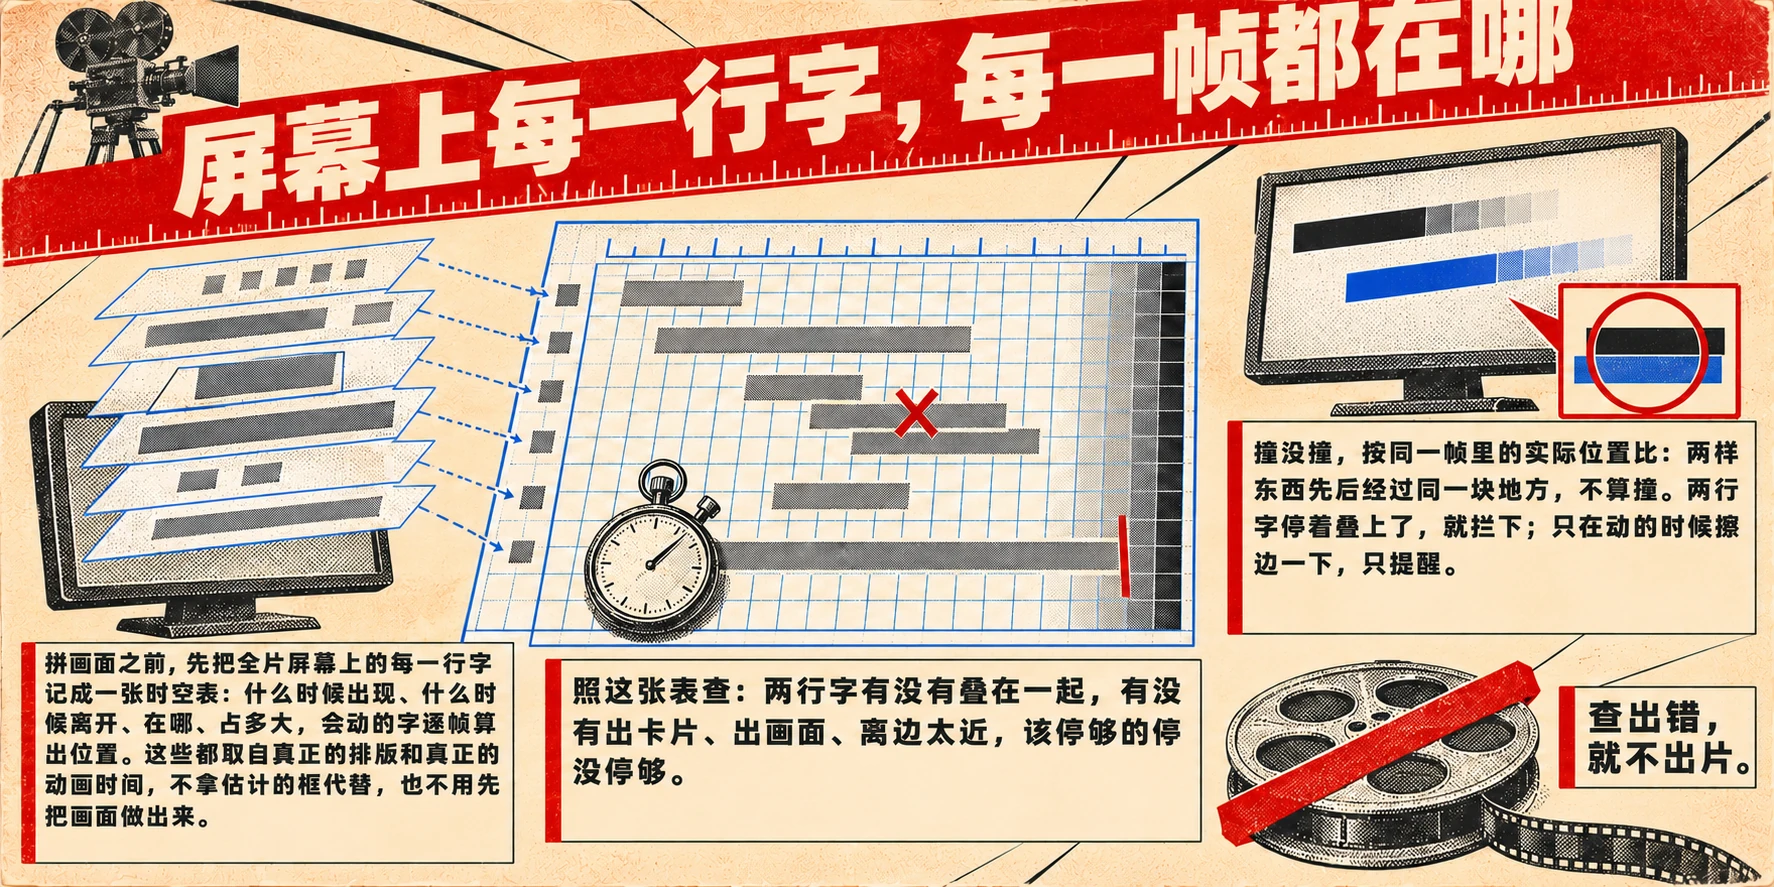 屏幕上每一行字，每一帧都在哪
拼画面之前，先把全片屏幕上的每一行字
记成一张时空表：什么时候出现、什么时
候离开、在哪、占多大，会动的字逐帧算
出位置。这些都取自真正的排版和真正的
动画时间，不拿估计的框代替，也不用先
把画面做出来。
照这张表查：两行字有没有叠在一起，有没
有出卡片、出画面、离边太近，该停够的停
没停够。
撞没撞，按同一帧里的实际位置比：两样
东西先后经过同一块地方，不算撞。两行
字停着叠上了，就拦下；只在动的时候擦
边一下，只提醒。
查出错，
就不出片。